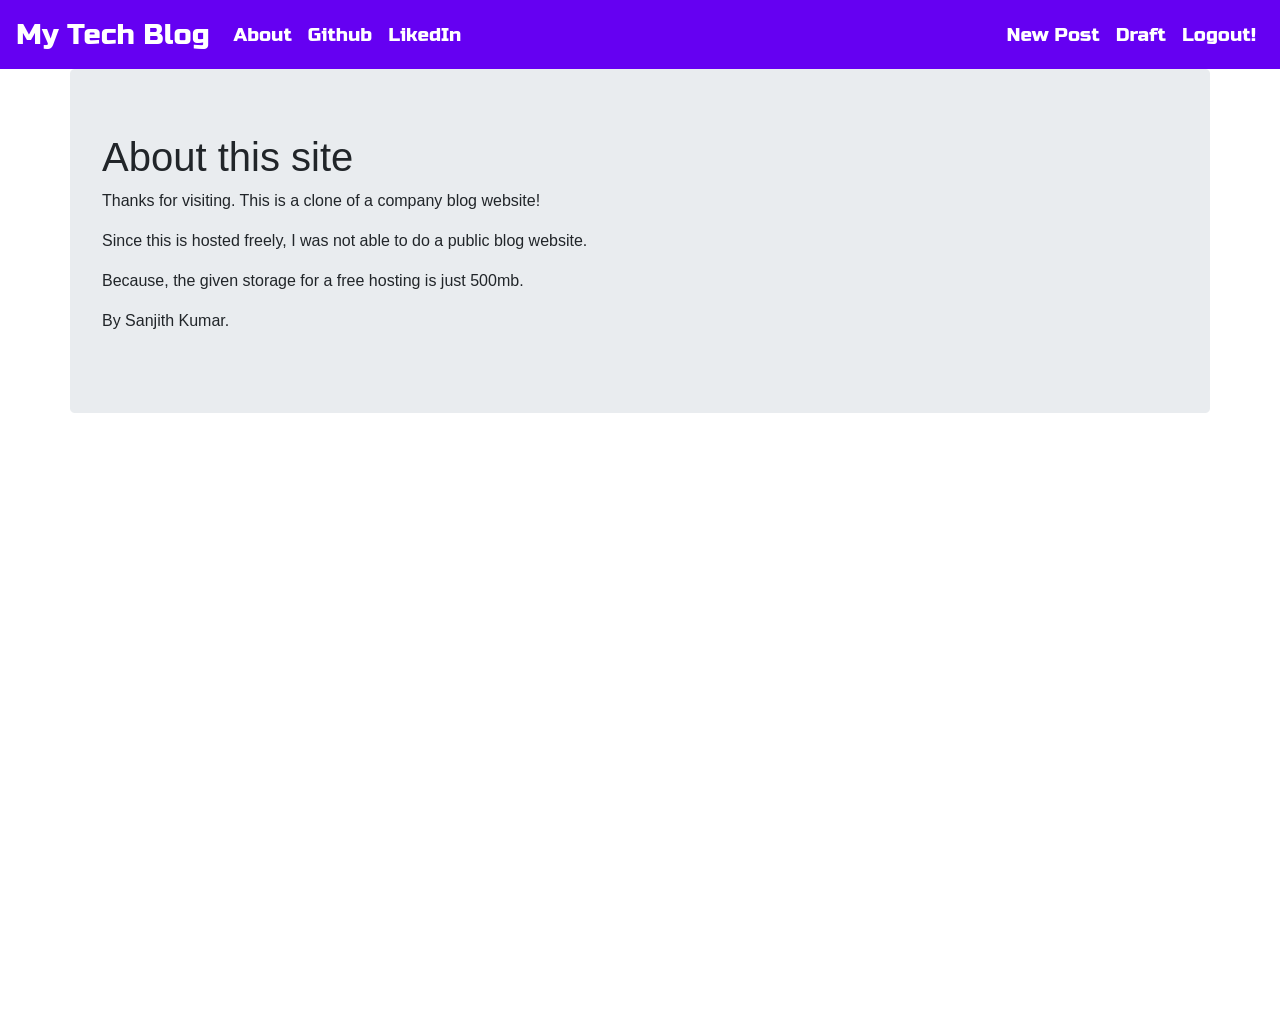 My Tech Blog About Github LikedIn New Post Draft Logout!
About this site
Thanks for visiting. This is a clone of a company blog website!
Since this is hosted freely, I was not able to do a public blog website.
Because, the given storage for a free hosting is just 500mb.
By Sanjith Kumar.